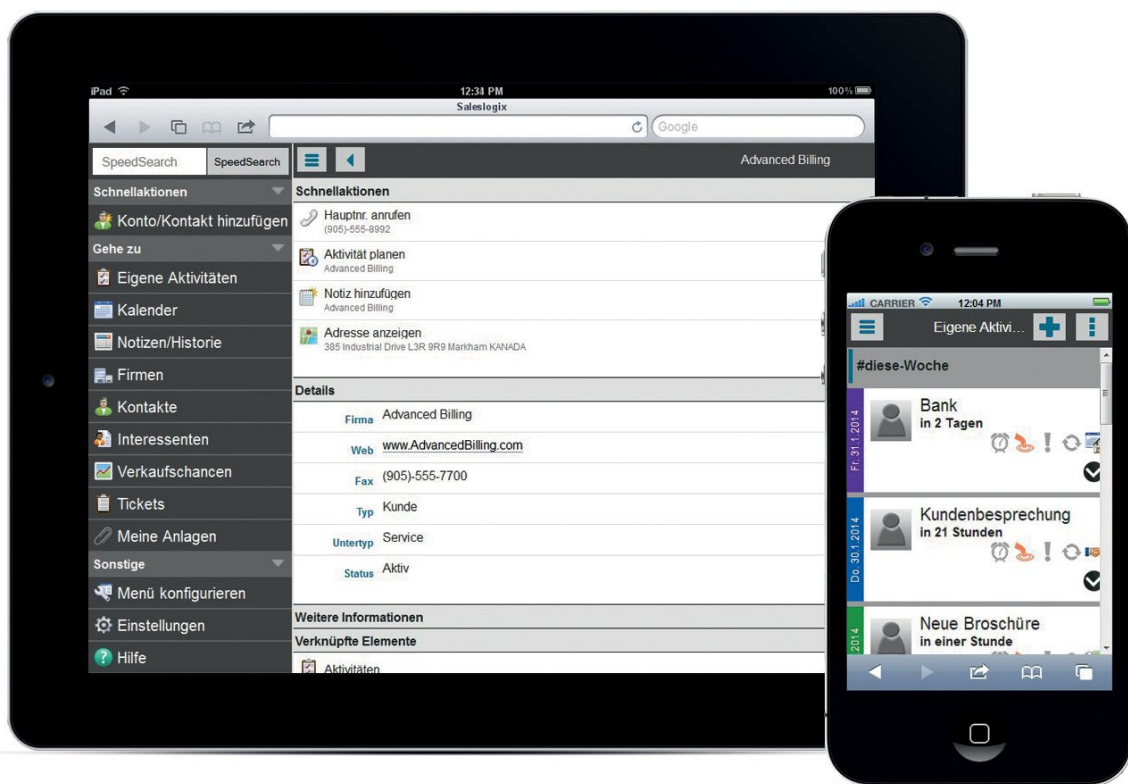 iPad
12:34 PM
100%
Saleslogix
Google
SpeedSearch
SpeedSearch
Advanced Billing
Schnellaktionen
Konto/Kontakt hinzufügen
Gehe zu
Eigene Aktivitäten
Kalender
Notizen/Historie
Firmen
Kontakte
Interessenten
Verkaufschancen
Tickets
Meine Anlagen
Sonstige
Menü konfigurieren
Einstellungen
Hilfe
Schnellaktionen
Hauptnr. anrufen
(905)-555-8992
Aktivität planen
Advanced Billing
Notiz hinzufügen
Advanced Billing
Adresse anzeigen
385 Industrial Drive L3R 9R9 Markham KANADA
Details
Firma Advanced Billing
Web www.AdvancedBilling.com
Fax (905)-555-7700
Typ Kunde
Untertyp Service
Status Aktiv
Weitere Informationen
Verknüpfte Elemente
Aktivitäten
CARRIER
12:04 PM
Eigene Aktivi...
#diese-Woche
Fr. 31.1.2014
Bank
in 2 Tagen
Do. 30.1.2014
Kundenbesprechung
in 21 Stunden
2014
Neue Broschüre
in einer Stunde